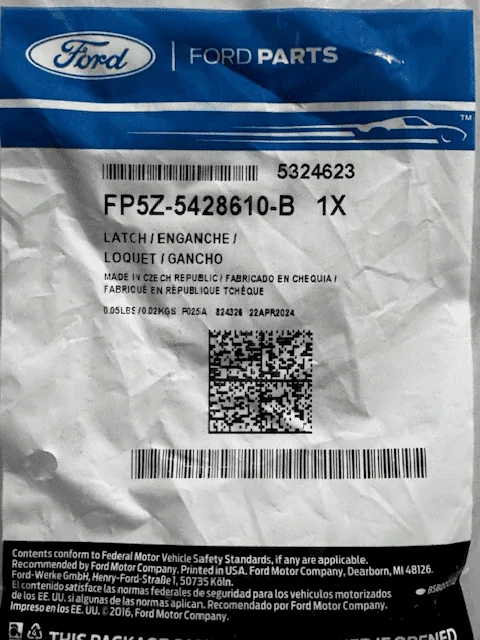 Ford | FORD PARTS
TM
5324623
FP5Z-5428610-B 1X
LATCH / ENGANCHE /
LOQUET / GANCHO
MADE IN CZECH REPUBLIC / FABRICADO EN CHEQUIA /
FABRIQUÉ EN RÉPUBLIQUE TCHÈQUE
0.05LBS / 0.02KGS P025A 824326 22APR2024
Contents conform to Federal Motor Vehicle Safety Standards, if any are applicable.
Recommended by Ford Motor Company. Printed in USA. Ford Motor Company, Dearborn, MI 48126.
Ford-Werke GmbH, Henry-Ford-Straße 1, 50735 Köln.
El contenido satisface las normas federales de seguridad para los vehículos motorizados
de los EE. UU. si algunas de las normas aplican. Recomendado por Ford Motor Company.
Impreso en los EE. UU. © 2016, Ford Motor Company.
THIS PACKAGE IF OPENED